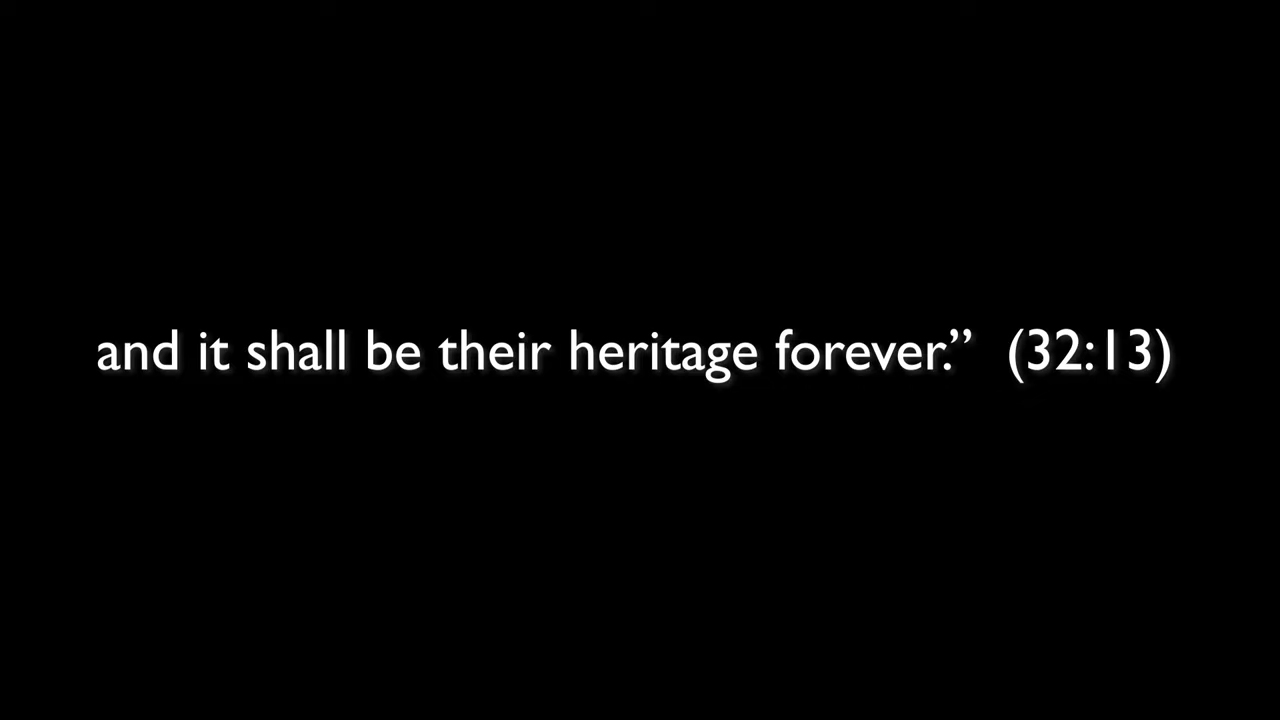 and it shall be their heritage forever.” (32:13)